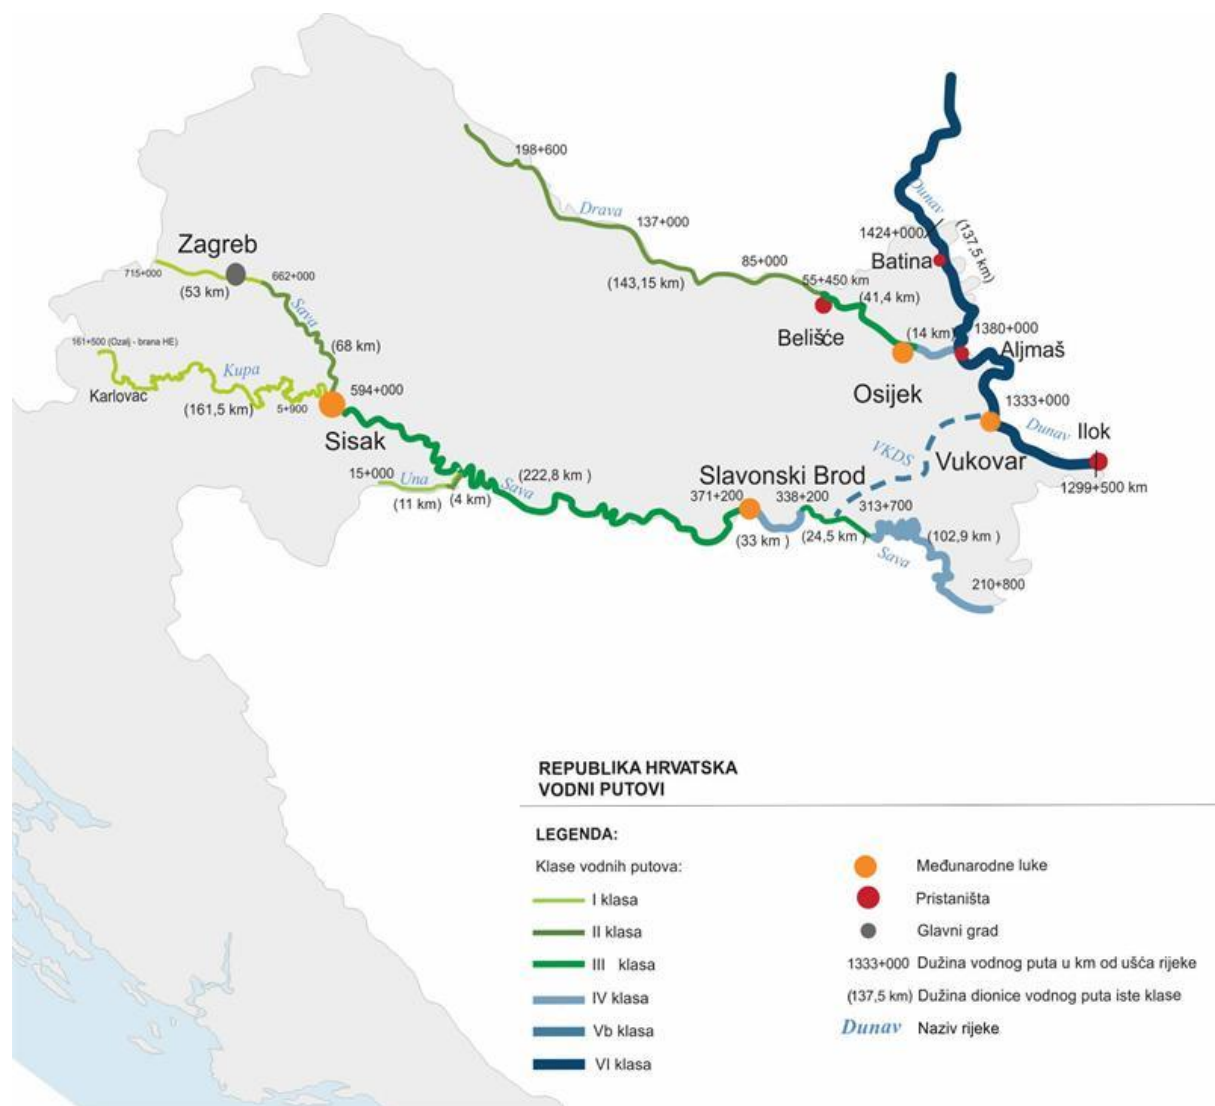 198+600
Dunav
Drava
137+000
1424+000
(137,5 km)
Zagreb
Batina
715+000
662+000
85+000
55+450 km
(53 km)
(143,15 km)
(41,4 km)
Sava
(14 km)
1380+000
Belišće
161+500 (Ozalj - brana HE)
(68 km)
Aljmaš
Kupa
Karlovac
594+000
Osijek
(161,5 km)
5+900
1333+000
Sisak
Dunav
Ilok
VKDS
Vukovar
15+000
Una
(222,8 km )
Slavonski Brod
1299+500 km
(11 km)
(4 km)
Sava
371+200
338+200
313+700
(33 km )
(24,5 km )
(102,9 km )
Sava
210+800
REPUBLIKA HRVATSKA
VODNI PUTOVI
LEGENDA:
Klase vodnih putova:
I klasa
II klasa
III klasa
IV klasa
Vb klasa
VI klasa
Međunarodne luke
Pristaništa
Glavni grad
1333+000 Dužina vodnog puta u km od ušća rijeke
(137,5 km) Dužina dionice vodnog puta iste klase
Dunav Naziv rijeke